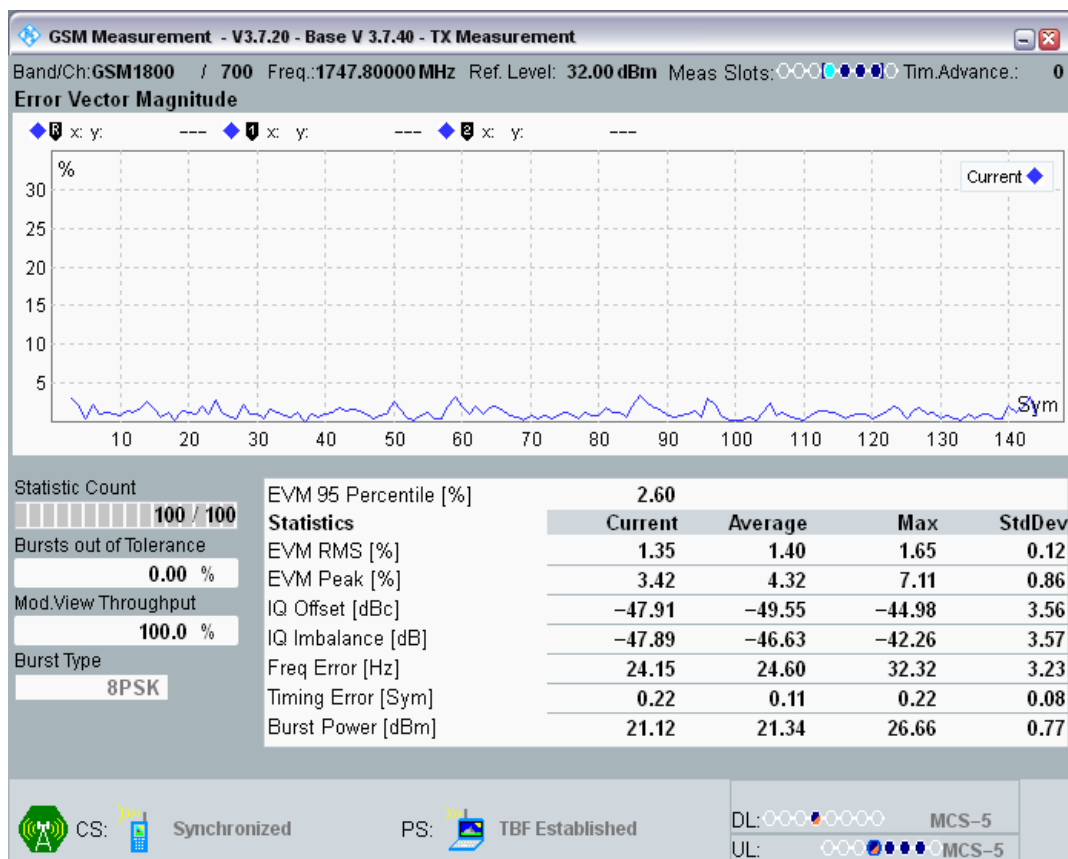 GSM Measurement - V3.7.20 - Base V 3.7.40 - TX Measurement
Band/Ch:GSM1800 / 700 Freq.:1747.80000 MHz Ref. Level: 32.00 dBm Meas Slots: Tim.Advance.: 0
Error Vector Magnitude
R x: y: --- 1 x: y: --- 2 x: y: ---
%
Current
30
25
20
15
10
5
Sym
10 20 30 40 50 60 70 80 90 100 110 120 130 140
Statistic Count
100 / 100
Bursts out of Tolerance
0.00 %
Mod.View Throughput
100.0 %
Burst Type
8PSK
EVM 95 Percentile [%] 2.60
Statistics Current Average Max StdDev
EVM RMS [%] 1.35 1.40 1.65 0.12
EVM Peak [%] 3.42 4.32 7.11 0.86
IQ Offset [dBc] −47.91 −49.55 −44.98 3.56
IQ Imbalance [dB] −47.89 −46.63 −42.26 3.57
Freq Error [Hz] 24.15 24.60 32.32 3.23
Timing Error [Sym] 0.22 0.11 0.22 0.08
Burst Power [dBm] 21.12 21.34 26.66 0.77
CS: Synchronized PS: TBF Established
DL: MCS−5
UL: MCS−5